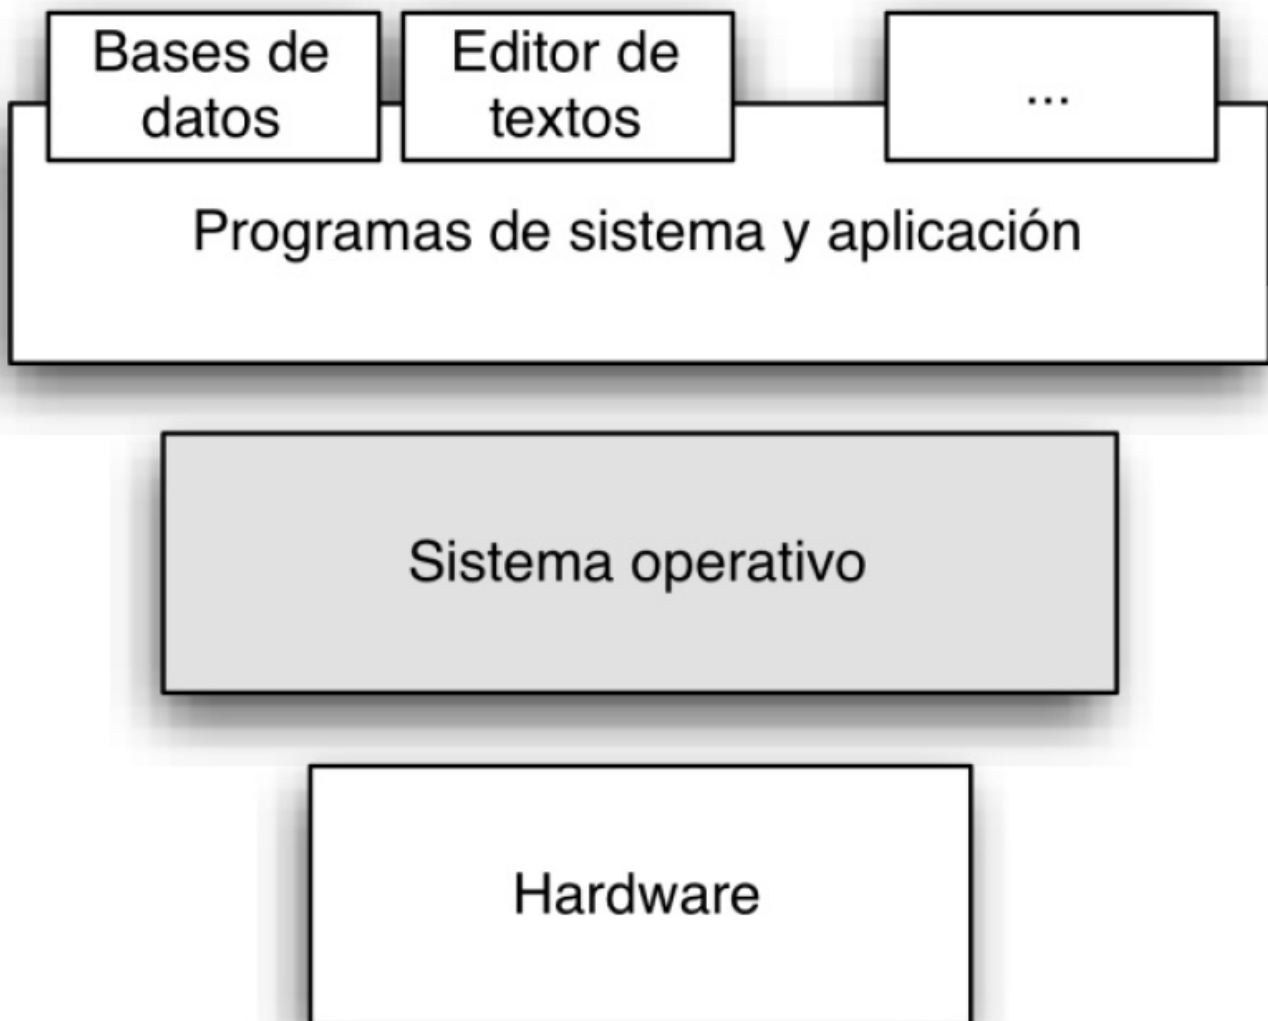 Bases de
datos
Editor de
textos
...
Programas de sistema y aplicación
Sistema operativo
Hardware